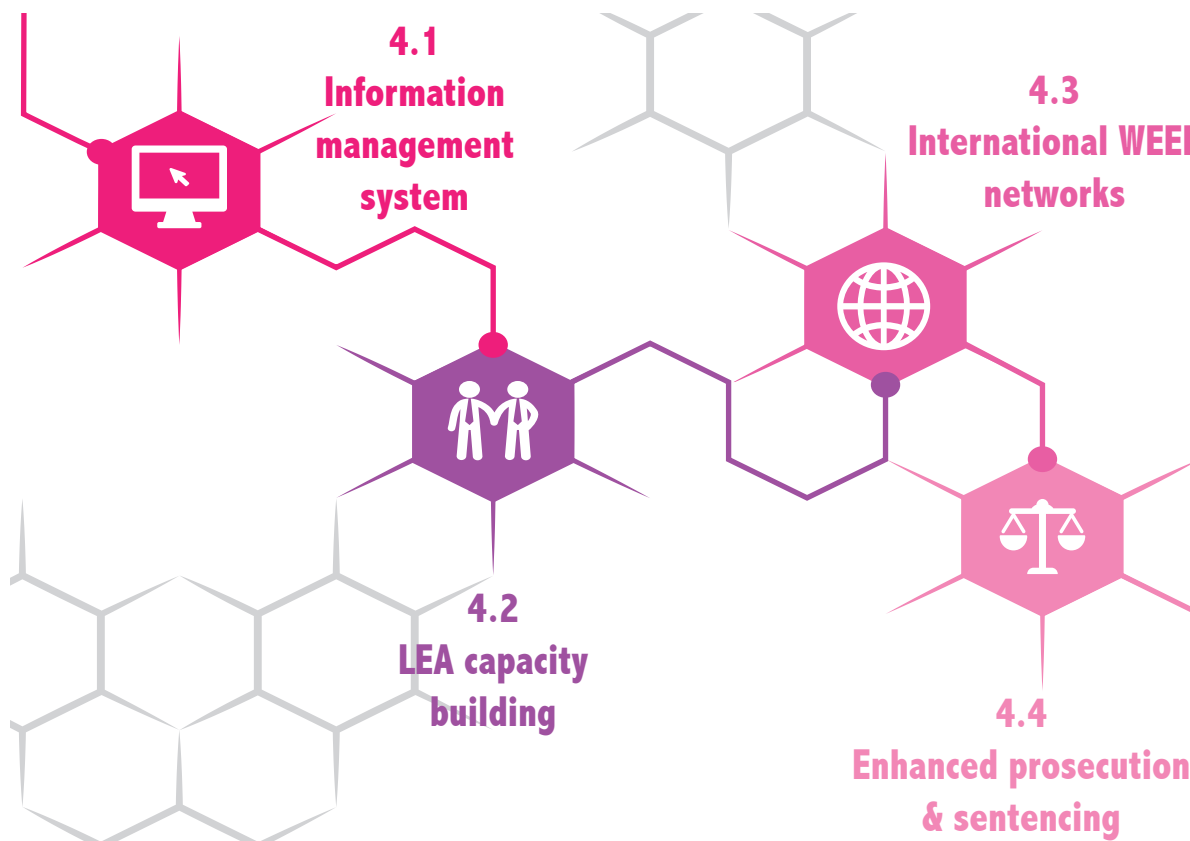 4.1
Information
management
system
4.3
International WEEE
networks
4.2
LEA capacity
building
4.4
Enhanced prosecution
& sentencing